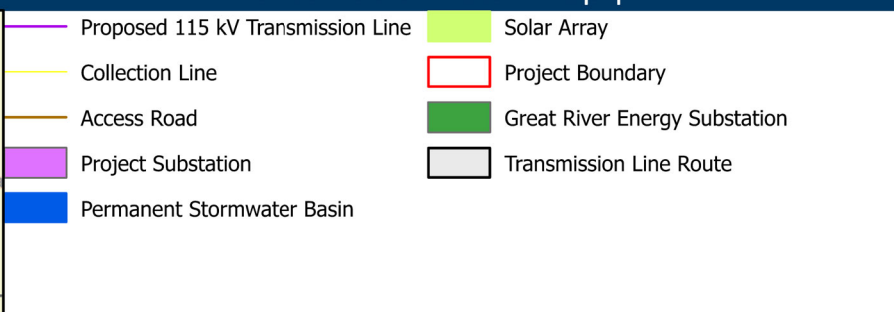 Proposed 115 kV Transmission Line
Collection Line
Access Road
Project Substation
Permanent Stormwater Basin
Solar Array
Project Boundary
Great River Energy Substation
Transmission Line Route